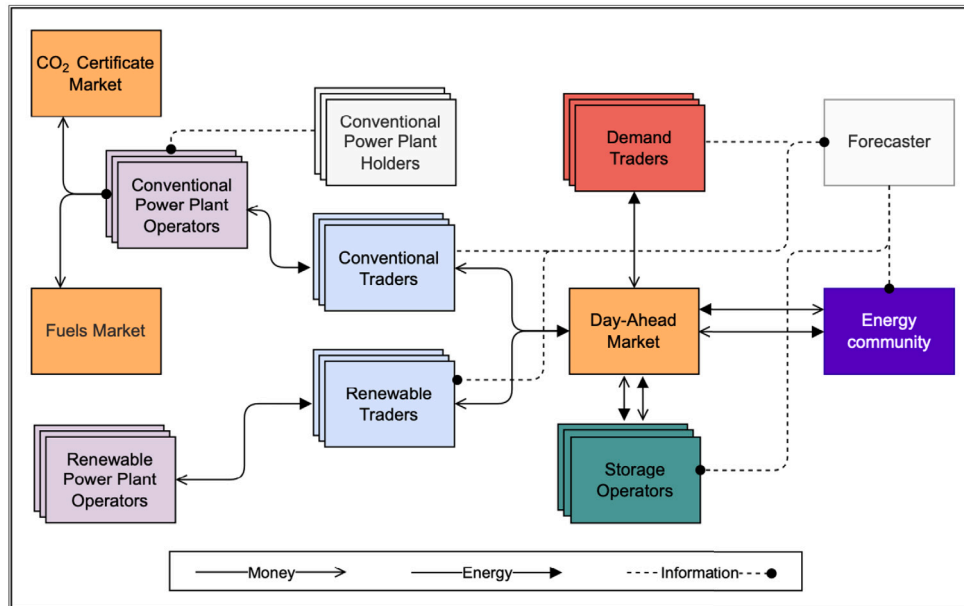 CO₂ Certificate
Market
Conventional
Power Plant
Holders
Demand
Traders
Forecaster
Conventional
Power Plant
Operators
Conventional
Traders
Fuels Market
Day-Ahead
Market
Energy
community
Renewable
Traders
Renewable
Power Plant
Operators
Storage
Operators
Money
Energy
Information